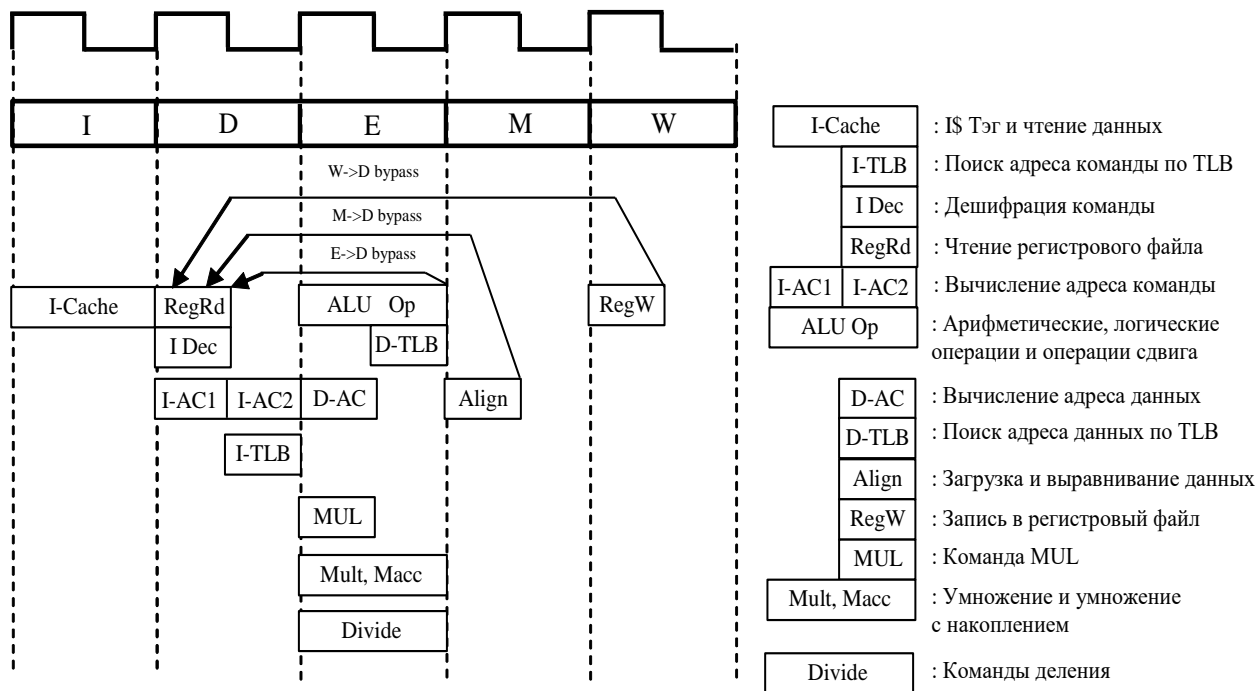 I D E M W
W->D bypass
M->D bypass
E->D bypass
I-Cache RegRd ALU Op RegW
I Dec D-TLB
I-AC1 I-AC2 D-AC Align
I-TLB
MUL
Mult, Macc
Divide
I-Cache : I$ Тэг и чтение данных
I-TLB : Поиск адреса команды по TLB
I Dec : Дешифрация команды
RegRd : Чтение регистрового файла
I-AC1 I-AC2 : Вычисление адреса команды
ALU Op : Арифметические, логические
операции и операции сдвига
D-AC : Вычисление адреса данных
D-TLB : Поиск адреса данных по TLB
Align : Загрузка и выравнивание данных
RegW : Запись в регистровый файл
MUL : Команда MUL
Mult, Macc : Умножение и умножение
с накоплением
Divide : Команды деления